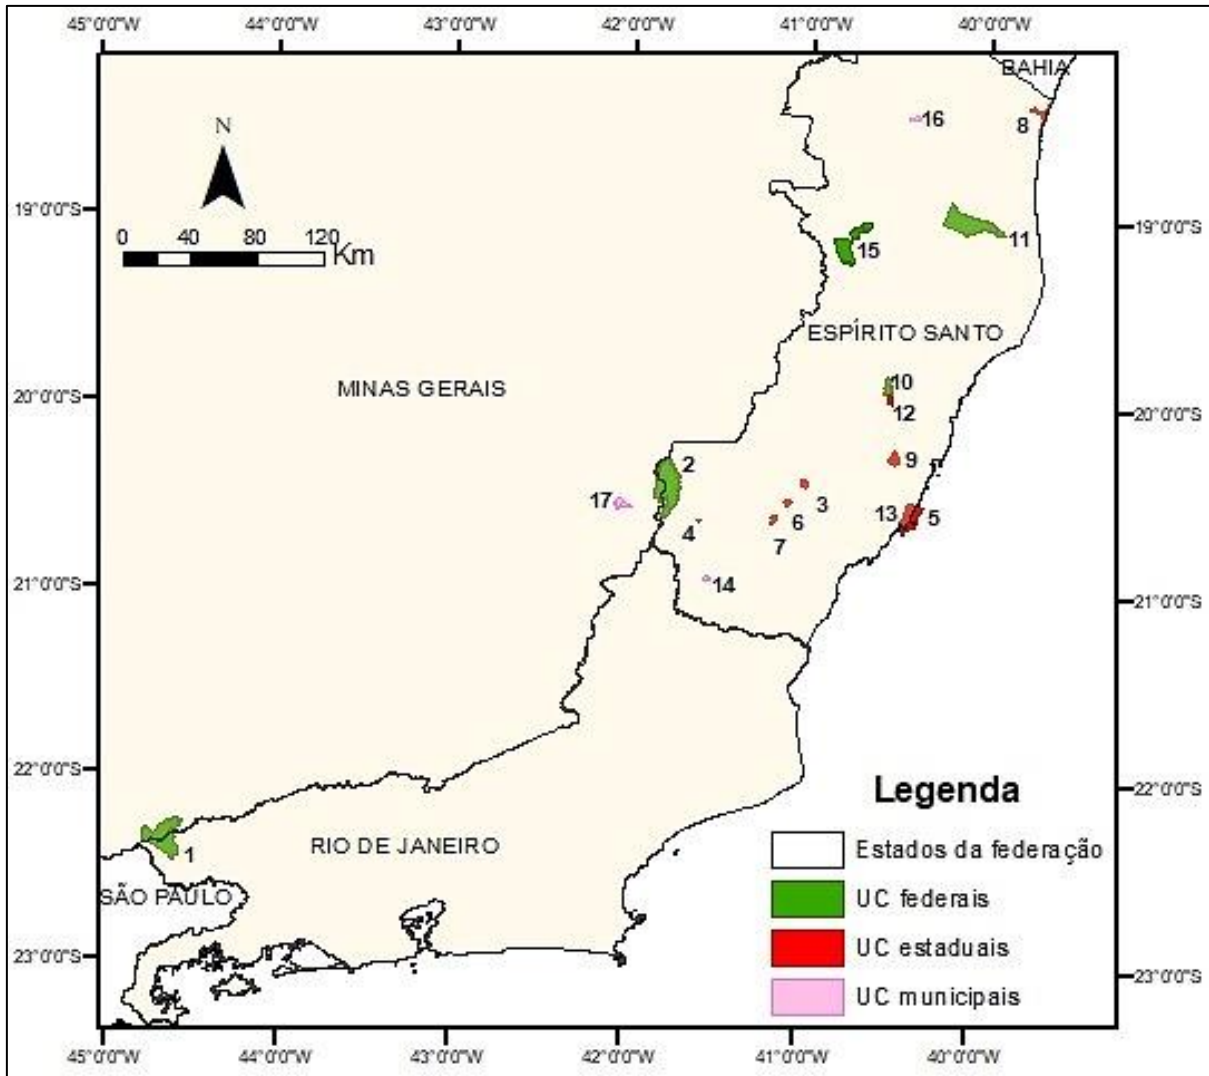 45°0'0"W 44°0'0"W 43°0'0"W 42°0'0"W 41°0'0"W 40°0'0"W
BAHIA
N
16
8
19°0'0"S
19°0'0"S
0 40 80 120 Km
15
11
ESPÍRITO SANTO
MINAS GERAIS
10
20°0'0"S
12
20°0'0"S
2
9
17
3
13
5
6
4
7
14
21°0'0"S
21°0'0"S
22°0'0"S
22°0'0"S
Legenda
RIO DE JANEIRO
1
Estados da federação
SÃO PAULO
UC federais
UC estaduais
23°0'0"S
23°0'0"S
UC municipais
45°0'0"W 44°0'0"W 43°0'0"W 42°0'0"W 41°0'0"W 40°0'0"W